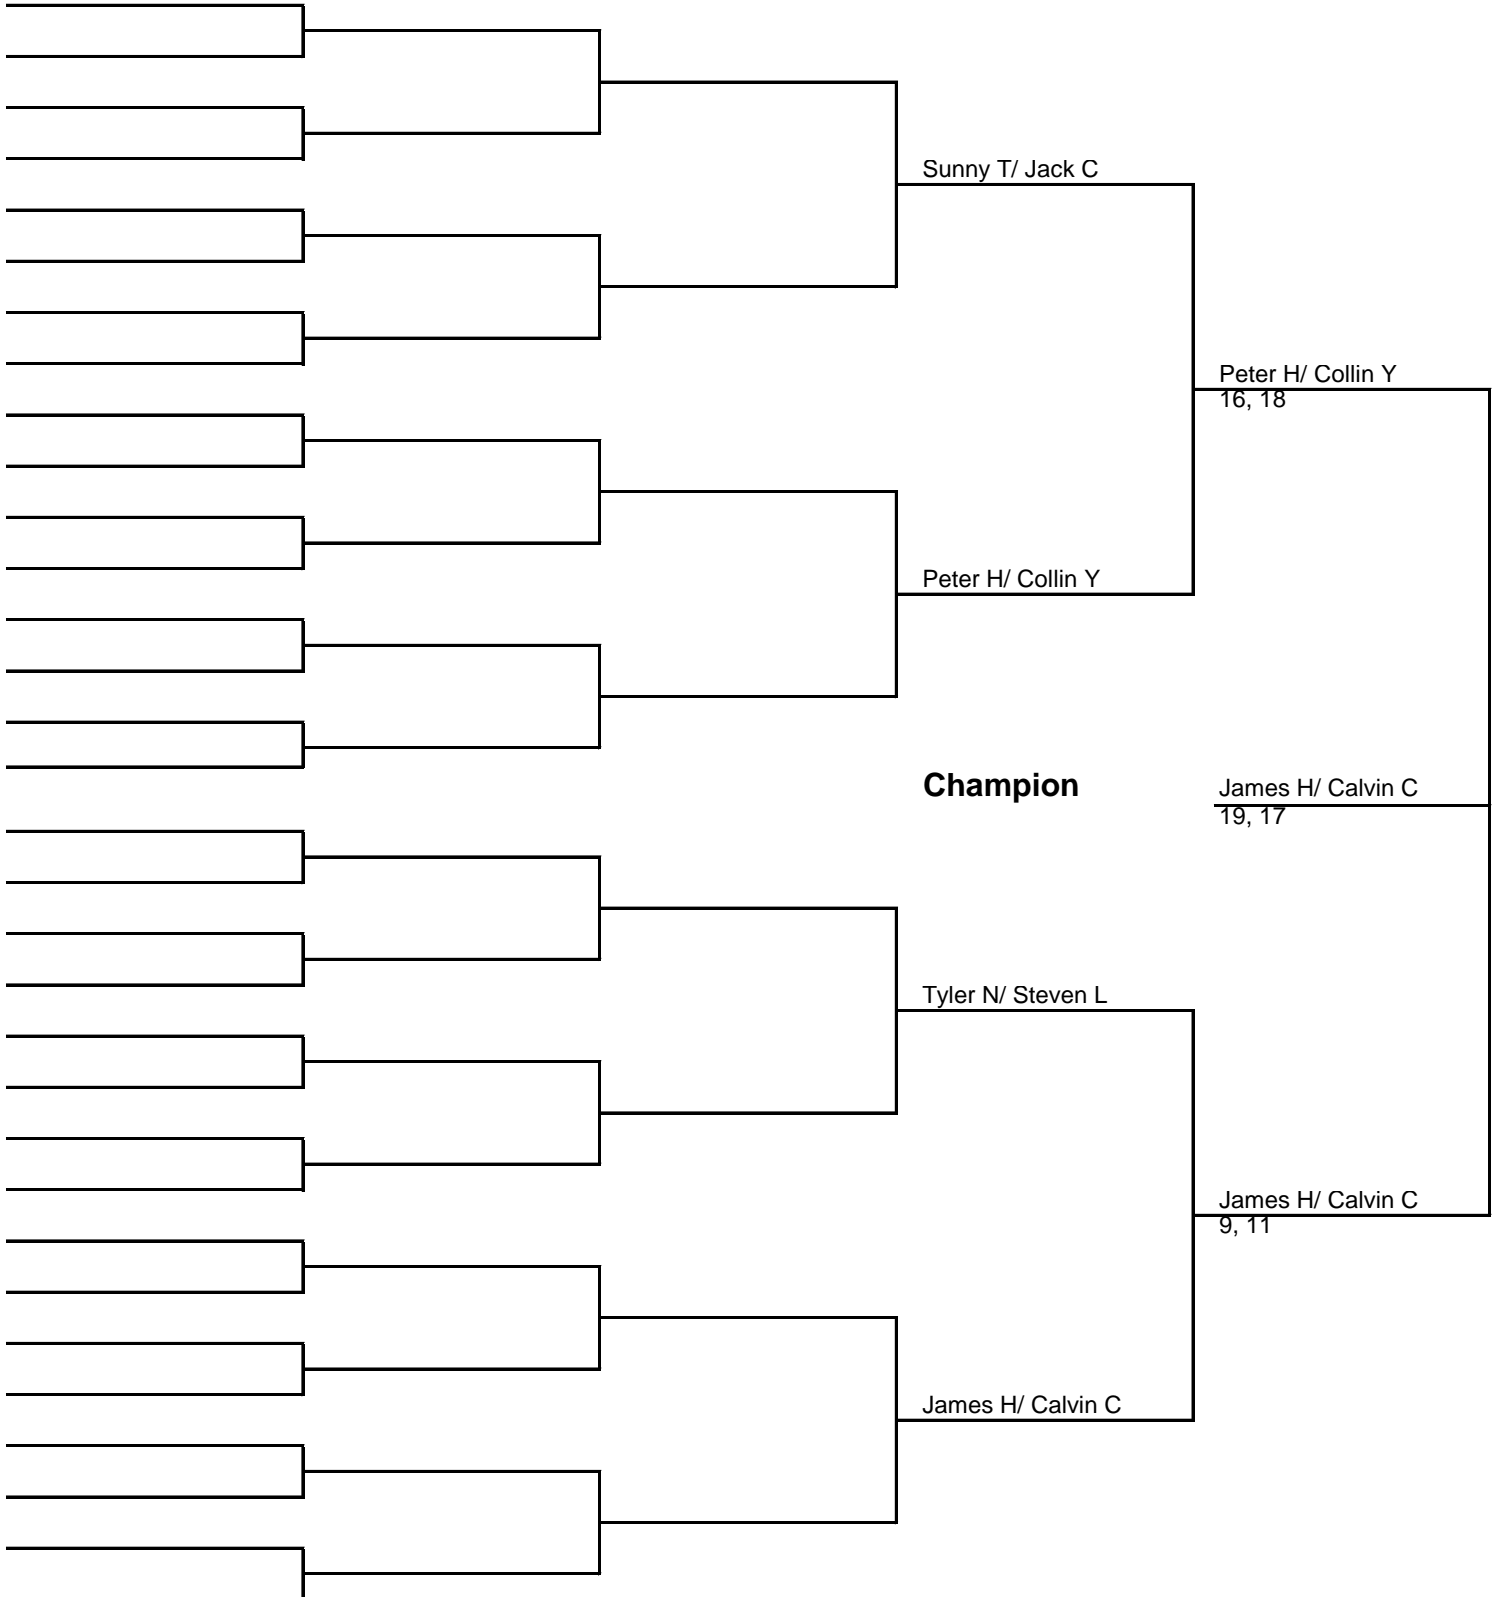 Sunny T/ Jack C
Peter H/ Collin Y
16, 18
Peter H/ Collin Y
Champion
James H/ Calvin C
19, 17
Tyler N/ Steven L
James H/ Calvin C
9, 11
James H/ Calvin C